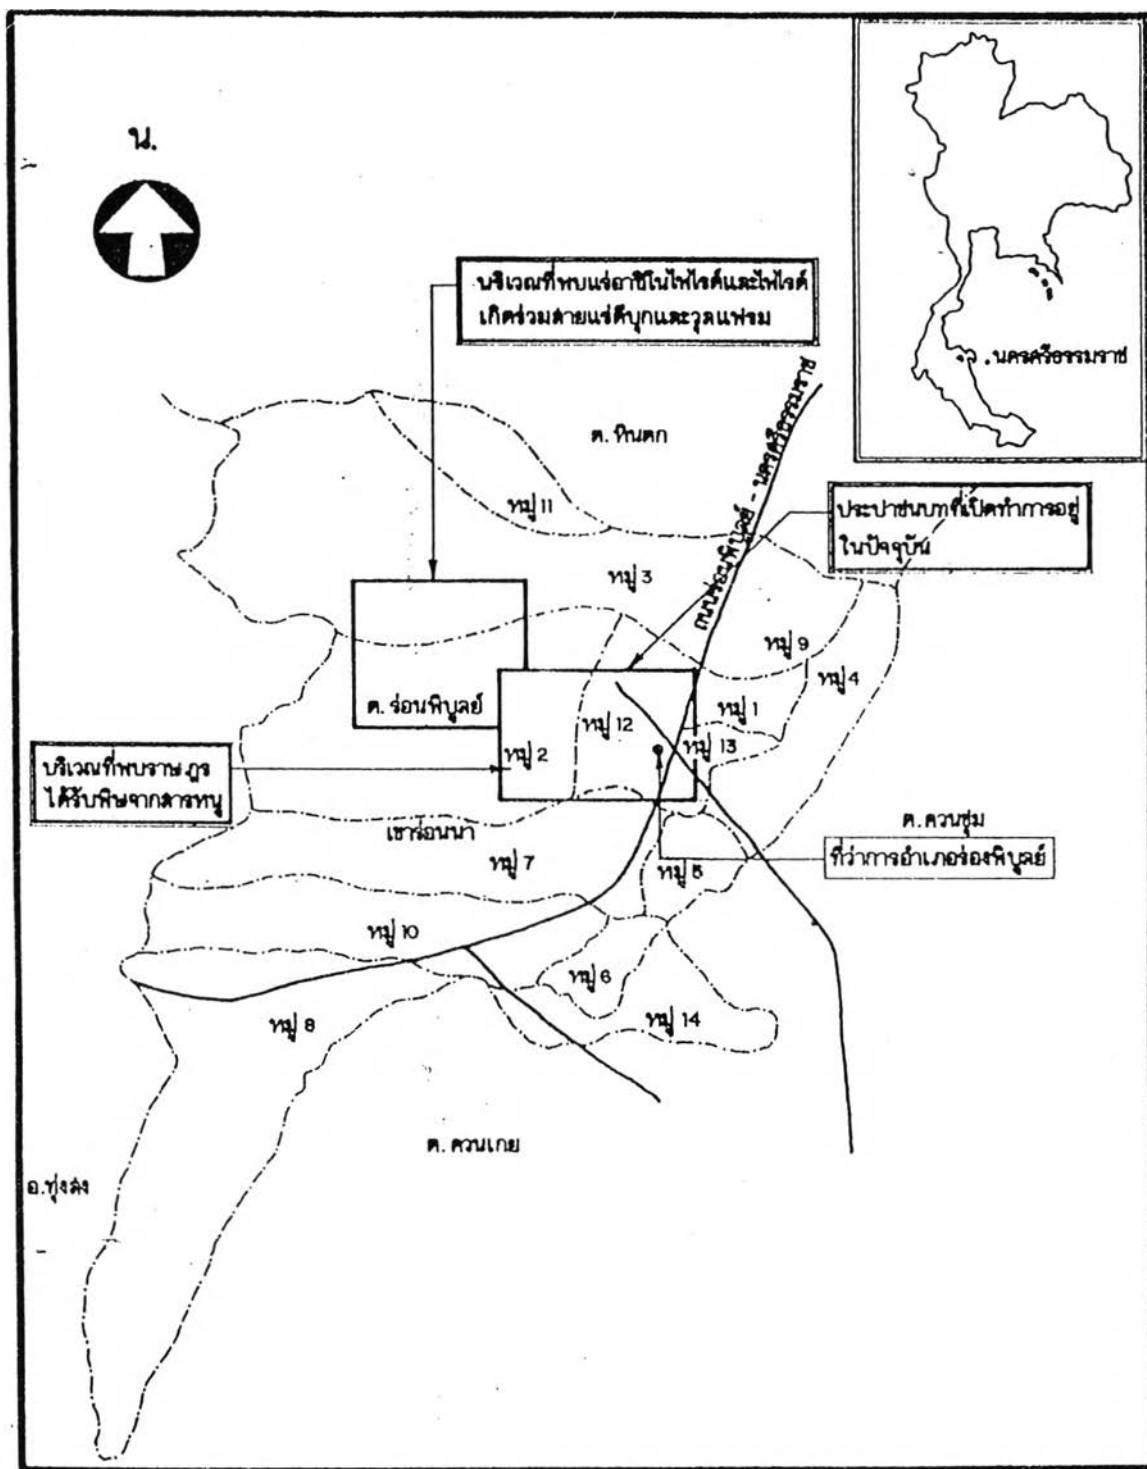 น.
บริเวณที่พบแร่อาซิโนไพไรต์และไพไรต์
เกิดร่วมสายแร่ดีบุกและวุลแฟรม
นครศรีธรรมราช
ต. หินตก
ถนนร่อนพิบูลย์ - นครศรีธรรมราช
หมู่ 11
ประปาชนบทที่เปิดทำการอยู่
ในปัจจุบัน
หมู่ 3
หมู่ 9
หมู่ 4
ต. ร่อนพิบูลย์
หมู่ 12
หมู่ 1
หมู่ 2
หมู่ 13
บริเวณที่พบราษฎร
ได้รับพิษจากสารหนู
เขาร่อนนา
ต. ควนชุม
หมู่ 7
หมู่ 5
ที่ว่าการอำเภอร่องพิบูลย์
หมู่ 10
หมู่ 6
หมู่ 8
หมู่ 14
ต. ควนเกย
อ.ทุ่งสง